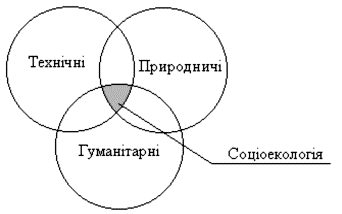 Технічні
Природничі
Гуманітарні
Соціоекологія